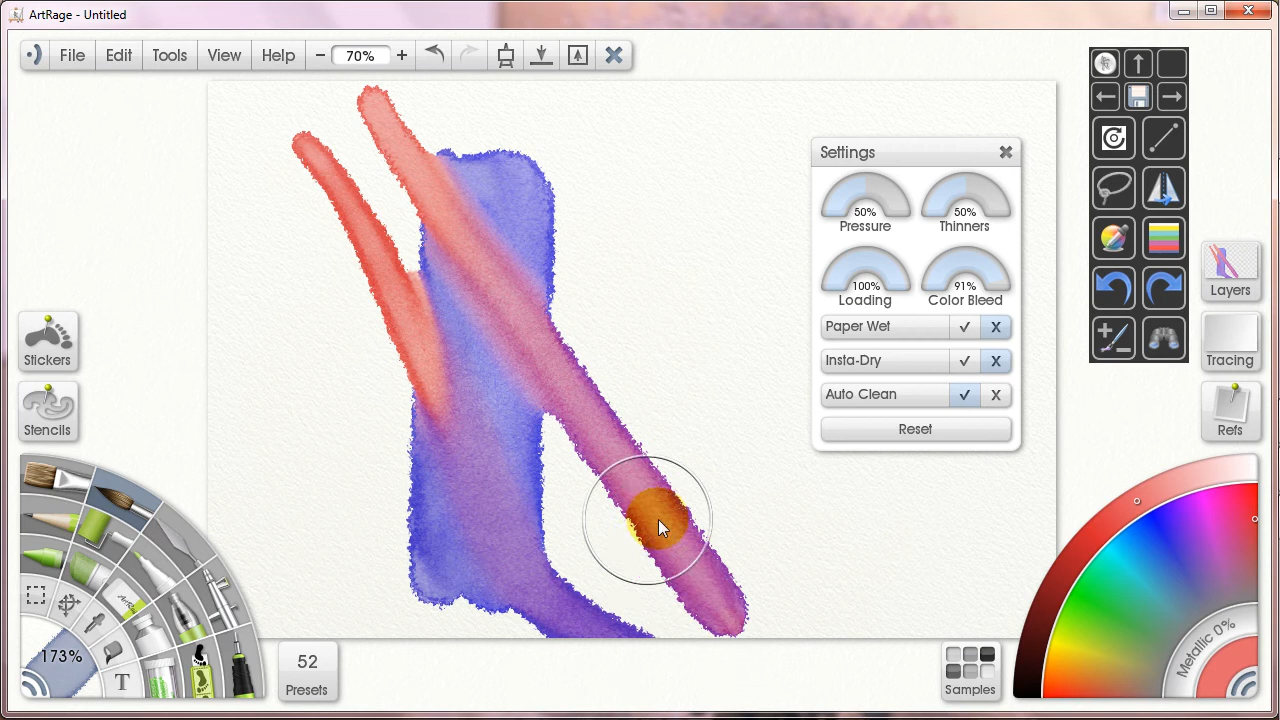 ArtRage - Untitled
File Edit Tools View Help − 70% +
Settings
50% 50%
Pressure Thinners
100% 91%
Loading Color Bleed
Paper Wet
Insta-Dry
Auto Clean
Reset
Layers
Tracing
Refs
Stickers
Stencils
ArtRage
T
173%
52
Presets
Samples
Metallic 0%